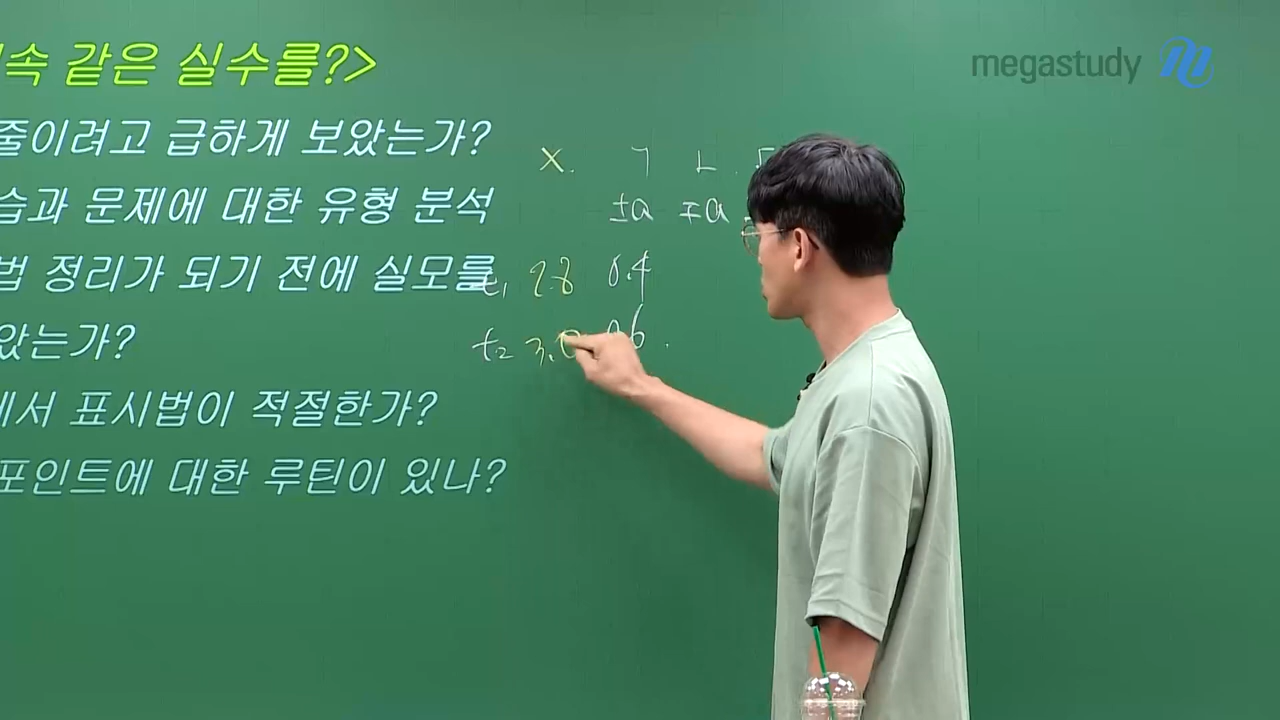 속 같은 실수를?>
megastudy
줄이려고 급하게 보았는가?
습과 문제에 대한 유형 분석
법 정리가 되기 전에 실모를
았는가?
에서 표시법이 적절한가?
포인트에 대한 루틴이 있나?
X. ㄱ ㄴ. ㄷ
±a ∓a
t₁ 2.8 0.4
t₂ 3.0 0.6